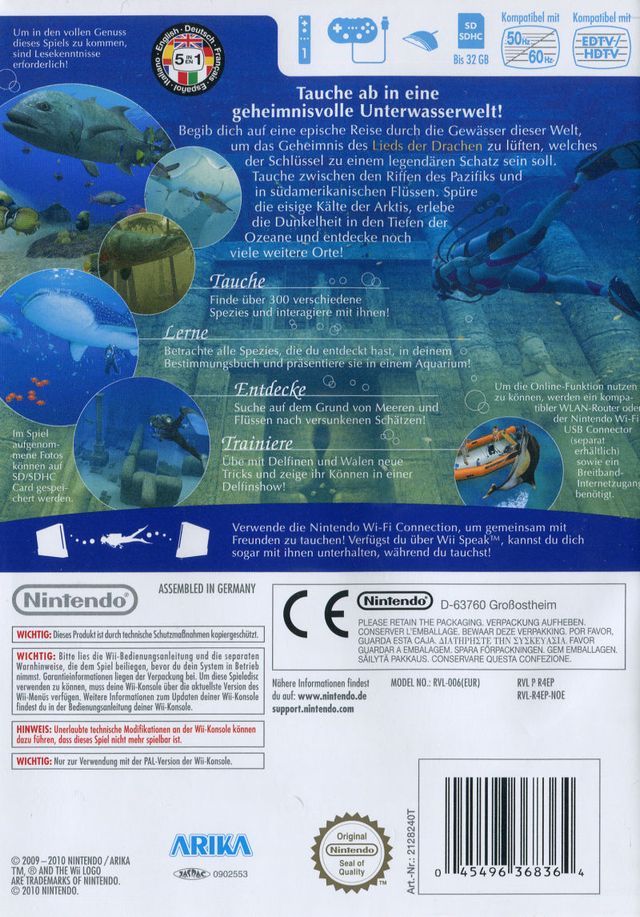 Um in den vollen Genuss
dieses Spiels zu kommen,
sind Lesekenntnisse
erforderlich!
English • Deutsch • Français • Español • Italiano
5 IN EN 1
1
SD
SDHC
Bis 32 GB
Kompatibel mit
50Hz
60Hz
Kompatibel mit
EDTV/
HDTV
Tauche ab in eine
geheimnisvolle Unterwasserwelt!
Begib dich auf eine epische Reise durch die Gewässer dieser Welt,
um das Geheimnis des Lieds der Drachen zu lüften, welches
der Schlüssel zu einem legendären Schatz sein soll.
Tauche zwischen den Riffen des Pazifiks und
in südamerikanischen Flüssen. Spüre
die eisige Kälte der Arktis, erlebe
die Dunkelheit in den Tiefen der
Ozeane und entdecke noch
viele weitere Orte!
Tauche
Finde über 300 verschiedene
Spezies und interagiere mit ihnen!
Lerne
Betrachte alle Spezies, die du entdeckt hast, in deinem
Bestimmungsbuch und präsentiere sie in einem Aquarium!
Entdecke
Suche auf dem Grund von Meeren und
Flüssen nach versunkenen Schätzen!
Trainiere
Übe mit Delfinen und Walen neue
Tricks und zeige ihr Können in einer
Delfinshow!
Im Spiel
aufgenom-
mene Fotos
können auf
SD/SDHC
Card gespei-
chert werden.
Um die Online-Funktion nutzen
zu können, werden ein kompa-
tibler WLAN-Router oder
der Nintendo Wi-Fi
USB Connector
(separat
erhältlich)
sowie ein
Breitband-
Internetzugang
benötigt.
Verwende die Nintendo Wi-Fi Connection, um gemeinsam mit
Freunden zu tauchen! Verfügst du über Wii Speak™, kannst du dich
sogar mit ihnen unterhalten, während du tauchst!
Nintendo®
ASSEMBLED IN GERMANY
WICHTIG: Dieses Produkt ist durch technische Schutzmaßnahmen kopiergeschützt.
WICHTIG: Bitte lies die Wii-Bedienungsanleitung und die separaten
Warnhinweise, die dem Spiel beiliegen, bevor du dein System in Betrieb
nimmst. Garantieinformationen liegen der Verpackung bei. Um diese Spieledisc
verwenden zu können, muss deine Wii-Konsole über die aktuellste Version des
Wii-Menüs verfügen. Weitere Informationen zum Updaten deiner Wii-Konsole
findest du in der Bedienungsanleitung deiner Wii-Konsole.
HINWEIS: Unerlaubte technische Modifikationen an der Wii-Konsole können
dazu führen, dass dieses Spiel nicht mehr spielbar ist.
WICHTIG: Nur zur Verwendung mit der PAL-Version der Wii-Konsole.
CE
Nintendo®
D-63760 Großostheim
PLEASE RETAIN THE PACKAGING. VERPACKUNG AUFHEBEN.
CONSERVER L'EMBALLAGE. BEWAAR DEZE VERPAKKING. POR FAVOR,
GUARDA ESTA CAJA. ΔΙΑΤΗΡΗΣΤΕ ΤΗΝ ΣΥΣΚΕΥΑΣΙΑ. FAVOR
GUARDAR A EMBALAGEM. SPARA FÖRPACKNINGEN. GEM EMBALLAGEN.
SÄILYTÄ PAKKAUS. CONSERVARE QUESTA CONFEZIONE.
Nähere Informationen findest
du auf: www.nintendo.de
support.nintendo.com
MODEL NO.: RVL-006(EUR)
RVL P R4EP
RVL-R4EP-NOE
© 2009 – 2010 NINTENDO / ARIKA
TM, ® AND THE Wii LOGO
ARE TRADEMARKS OF NINTENDO.
© 2010 NINTENDO.
ARIKA
JASRAC 0902553
Original
Nintendo®
Seal of
Quality
Art.-Nr.: 2128240T
0 45496 36836 4